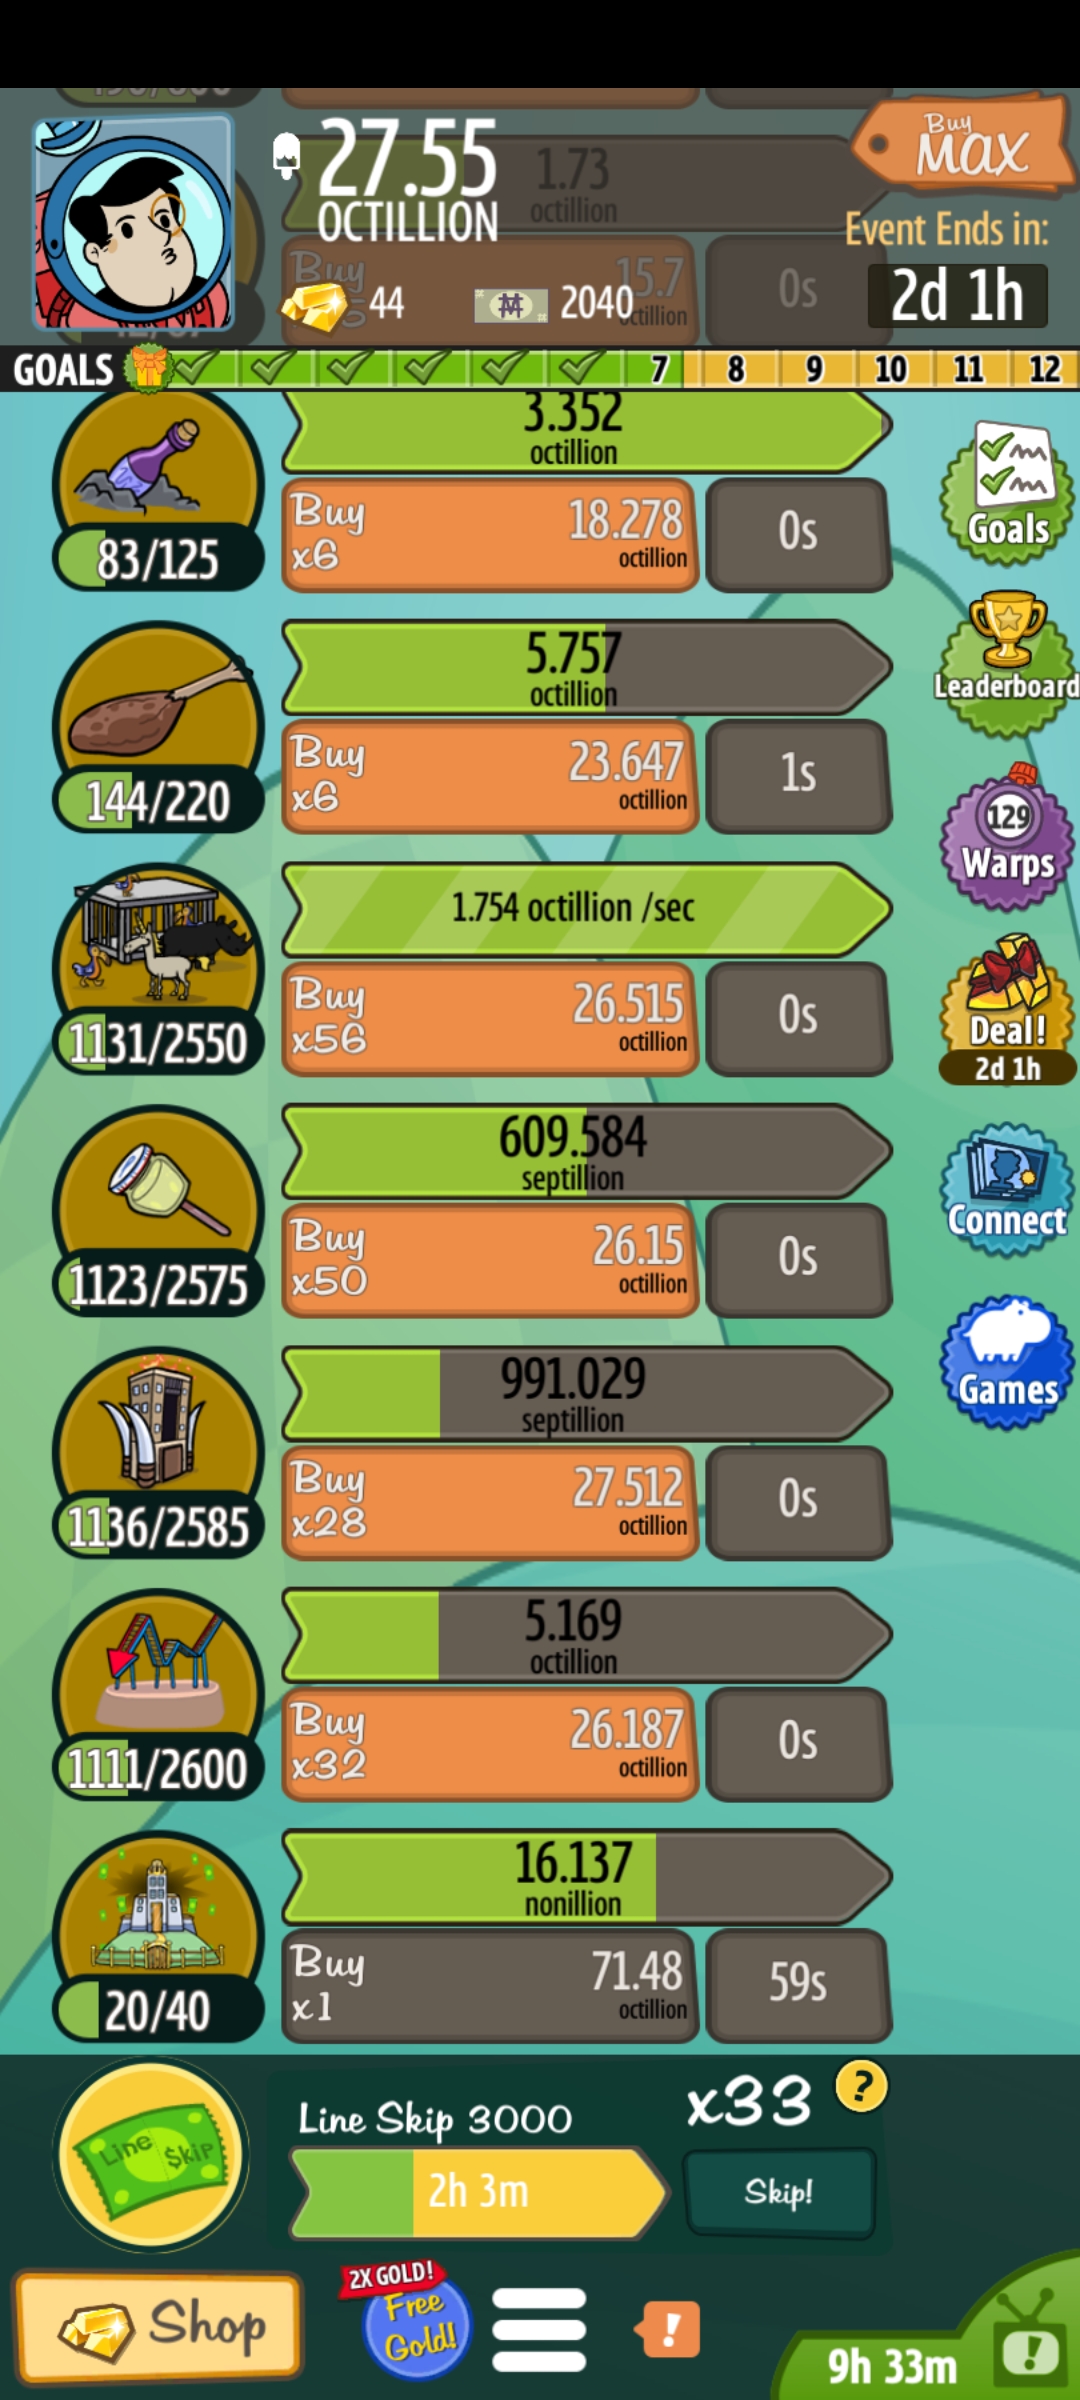 27.55
OCTILLION
44
2040
Buy
MAX
Event Ends in:
2d 1h
1.73
octillion
Buy
15.7
octillion
0s
GOALS
7 8 9 10 11 12
3.352
octillion
83/125
Buy
x6
18.278
octillion
0s
5.757
octillion
144/220
Buy
x6
23.647
octillion
1s
1.754 octillion /sec
1131/2550
Buy
x56
26.515
octillion
0s
609.584
septillion
1123/2575
Buy
x50
26.15
octillion
0s
991.029
septillion
1136/2585
Buy
x28
27.512
octillion
0s
5.169
octillion
1111/2600
Buy
x32
26.187
octillion
0s
16.137
nonillion
20/40
Buy
x1
71.48
octillion
59s
Goals
Leaderboard
129
Warps
Deal!
2d 1h
Connect
Games
Line $kip
Line Skip 3000
2h 3m
x33
?
Skip!
Shop
2X GOLD!
Free
Gold!
!
9h 33m
!